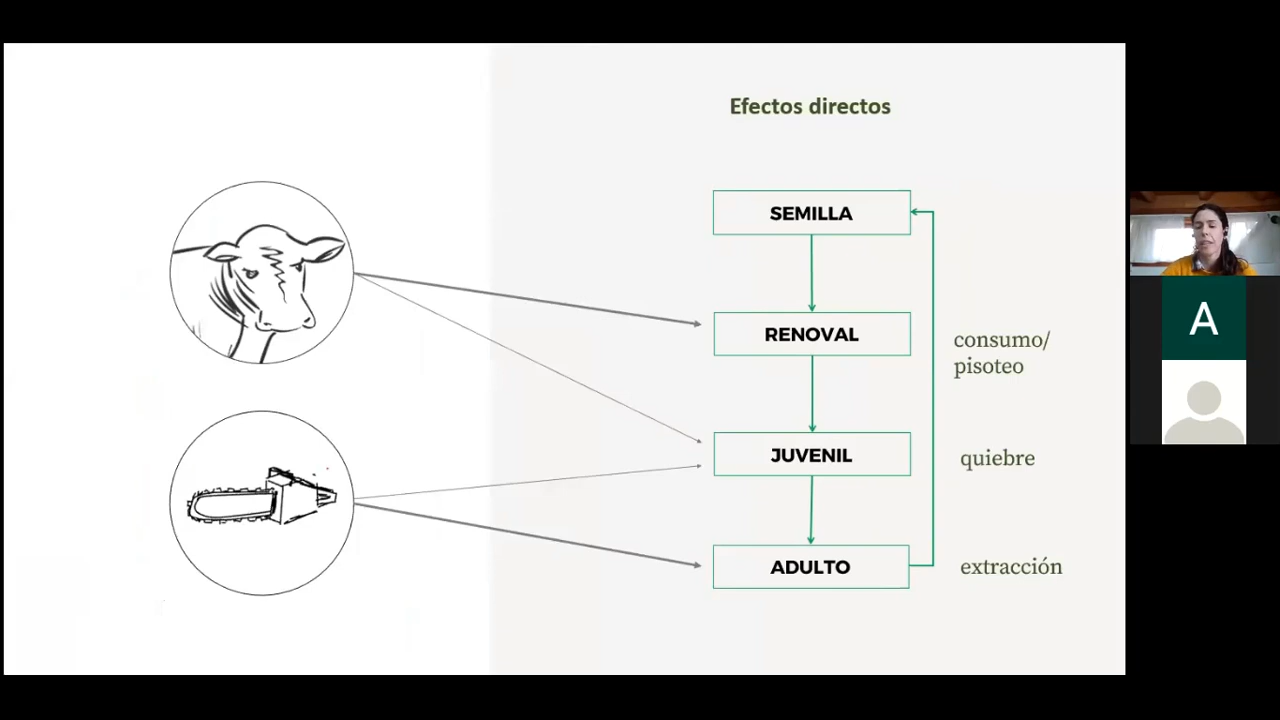 Efectos directos
SEMILLA
RENOVAL
consumo/
pisoteo
JUVENIL
quiebre
ADULTO
extracción
A